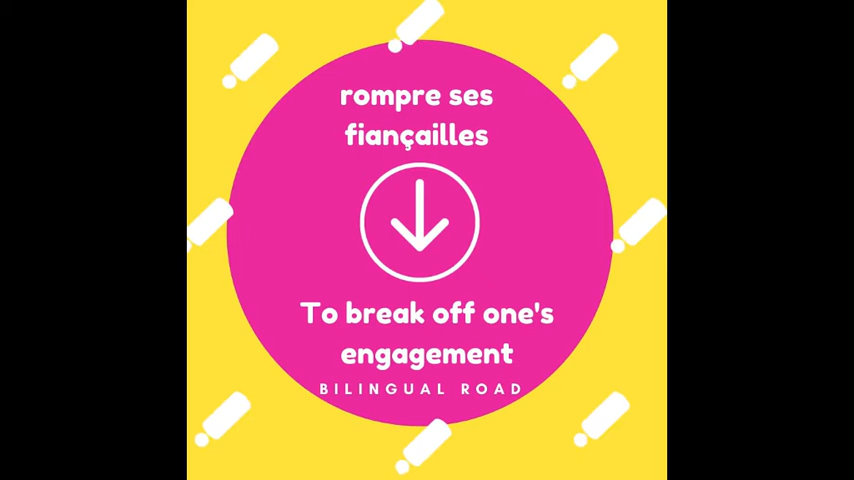 rompre ses
fiançailles
To break off one's
engagement
BILINGUAL ROAD